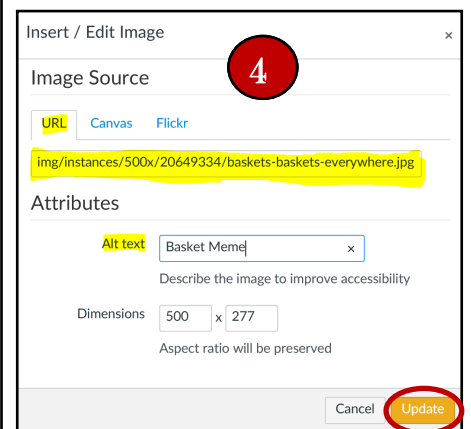 Insert / Edit Image ×
4
Image Source
URL Canvas Flickr
img/instances/500x/20649334/baskets-baskets-everywhere.jpg
Attributes
Alt text Basket Meme ×
Describe the image to improve accessibility
Dimensions 500 x 277
Aspect ratio will be preserved
Cancel Update